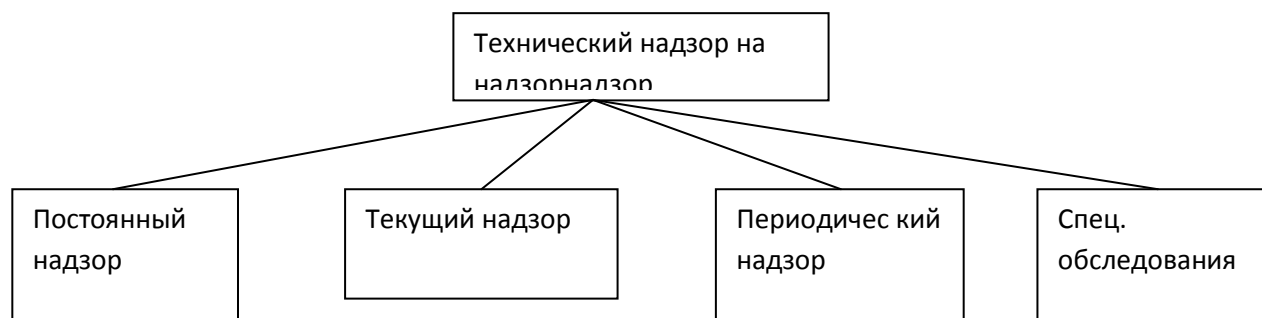 Технический надзор на
надзорнадзор
Постоянный
надзор
Текущий надзор
Периодичес кий
надзор
Спец.
обследования